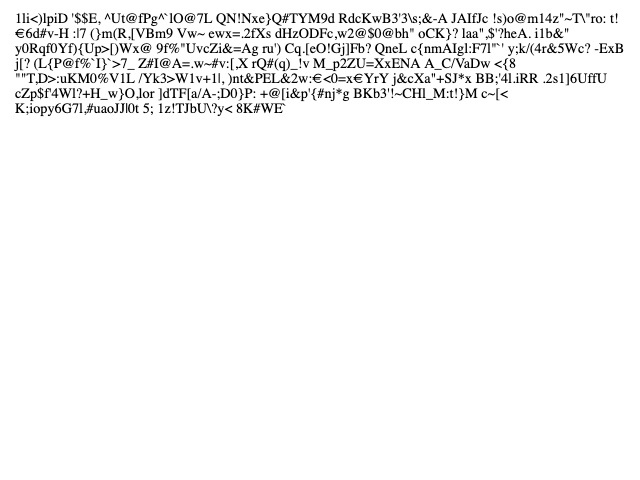 1li<)lpiD '$$E, ^Ut@fPg^`lO@7L QN!Nxe}Q#TYM9d RdcKwB3'3\s;&-A JAIfJc !s)o@m14z"~T\"ro: t!
€6d#v-H :l7 (}m(R,[VBm9 Vw~ ewx=.2fXs dHzODFc,w2@$0@bh" oCK}? laa",$'?heA. i1b&"
y0Rqf0Yf){Up>[)Wx@ 9f%"UvcZi&=Ag ru') Cq.[eO!Gj]Fb? QneL c{nmAIgl:F7l"`' y;k/(4r&5Wc? -ExB
j[? (L{P@f%`I}`>7_ Z#I@A=.w~#v:[,X rQ#(q)_!v M_p2ZU=XxENA A_C/VaDw <{8
""T,D>:uKM0%V1L /Yk3>W1v+1l, )nt&PEL&2w:€<0=x€YrY j&cXa"+SJ*x BB;'4l.iRR .2s1]6UffU
cZp$f'4Wl?+H_w}O,lor ]dTF[a/A-;D0}P: +@[i&p'{#nj*g BKb3'!~CHl_M:t!}M c~[<
K;iopy6G7l,#uaoJJl0t 5; 1z!TJbU\?y< 8K#WE`